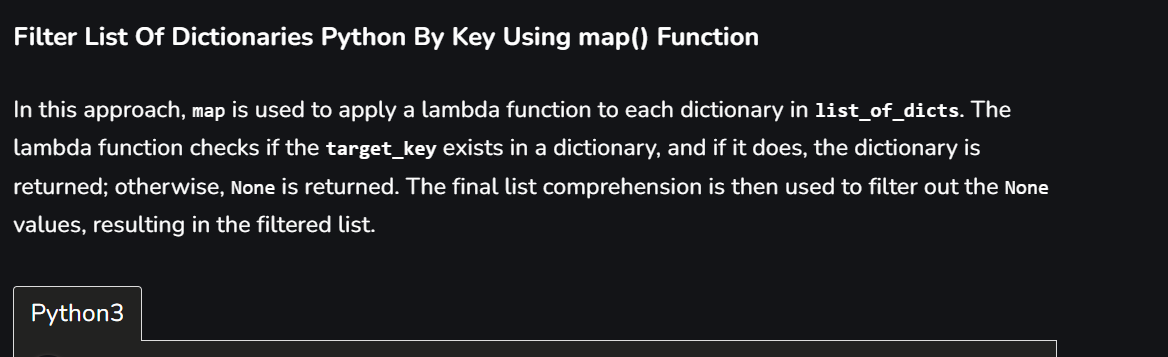 Filter List Of Dictionaries Python By Key Using map() Function
In this approach, map is used to apply a lambda function to each dictionary in list_of_dicts. The
lambda function checks if the target_key exists in a dictionary, and if it does, the dictionary is
returned; otherwise, None is returned. The final list comprehension is then used to filter out the None
values, resulting in the filtered list.
Python3